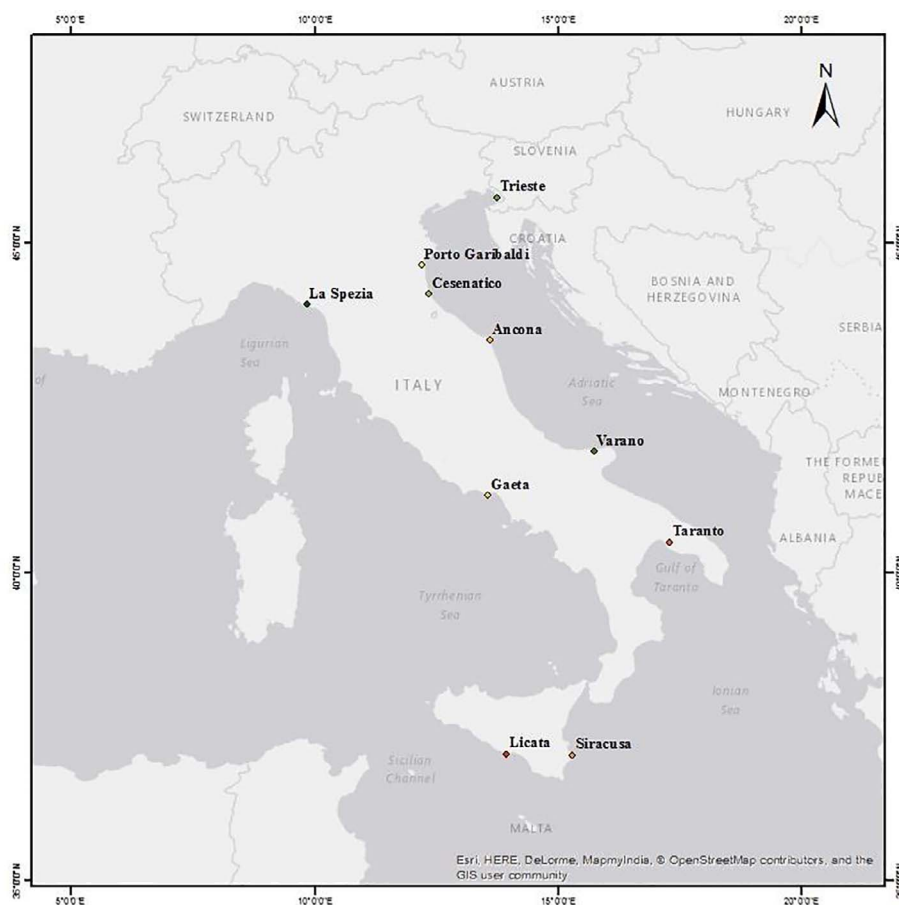 5°0'0"E 10°0'0"E 15°0'0"E 20°0'0"E
N
AUSTRIA
SWITZERLAND
HUNGARY
SLOVENIA
Trieste
CROATIA
45°0'0"N
Porto Garibaldi
BOSNIA AND
HERZEGOVINA
Cesenatico
La Spezia
Ancona
SERBIA
Ligurian
Sea
of
ITALY
Adriatic
Sea
MONTENEGRO
Varano
THE FORMER
REPUB
MACE
Gaeta
Taranto
ALBANIA
Gulf of
Taranto
40°0'0"N
Tyrrhenian
Sea
Ionian
Sea
Licata
Siracusa
Sicilian
Channel
MALTA
Esri, HERE, DeLorme, MapmyIndia, © OpenStreetMap contributors, and the
GIS user community
35°0'0"N
5°0'0"E 10°0'0"E 15°0'0"E 20°0'0"E